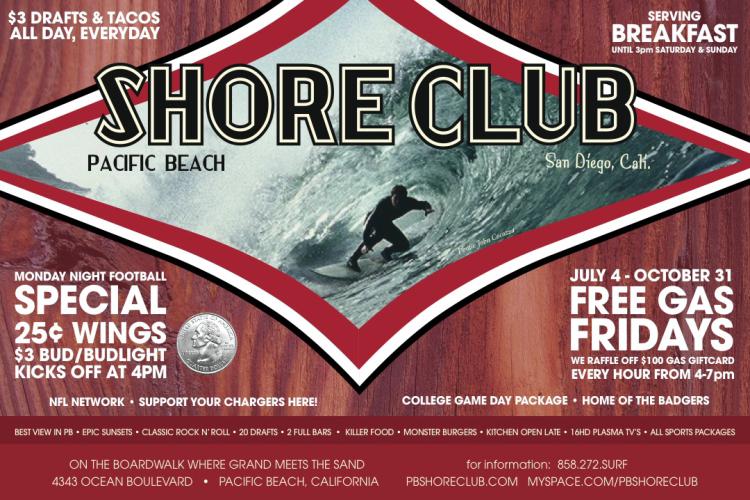 $3 DRAFTS & TACOS
ALL DAY, EVERYDAY
SERVING
BREAKFAST
UNTIL 3pm SATURDAY & SUNDAY
SHORE CLUB
PACIFIC BEACH
San Diego, Cali.
MONDAY NIGHT FOOTBALL
SPECIAL
25¢ WINGS
$3 BUD/BUDLIGHT
KICKS OFF AT 4PM
JULY 4 - OCTOBER 31
FREE GAS
FRIDAYS
WE RAFFLE OFF $100 GAS GIFTCARD
EVERY HOUR FROM 4-7pm
NFL NETWORK • SUPPORT YOUR CHARGERS HERE!
COLLEGE GAME DAY PACKAGE • HOME OF THE BADGERS
BEST VIEW IN PB • EPIC SUNSETS • CLASSIC ROCK N' ROLL • 20 DRAFTS • 2 FULL BARS • KILLER FOOD • MONSTER BURGERS • KITCHEN OPEN LATE • 16HD PLASMA TV'S • ALL SPORTS PACKAGES
ON THE BOARDWALK WHERE GRAND MEETS THE SAND
4343 OCEAN BOULEVARD • PACIFIC BEACH, CALIFORNIA
for information: 858.272.SURF
PBSHORECLUB.COM MYSPACE.COM/PBSHORECLUB